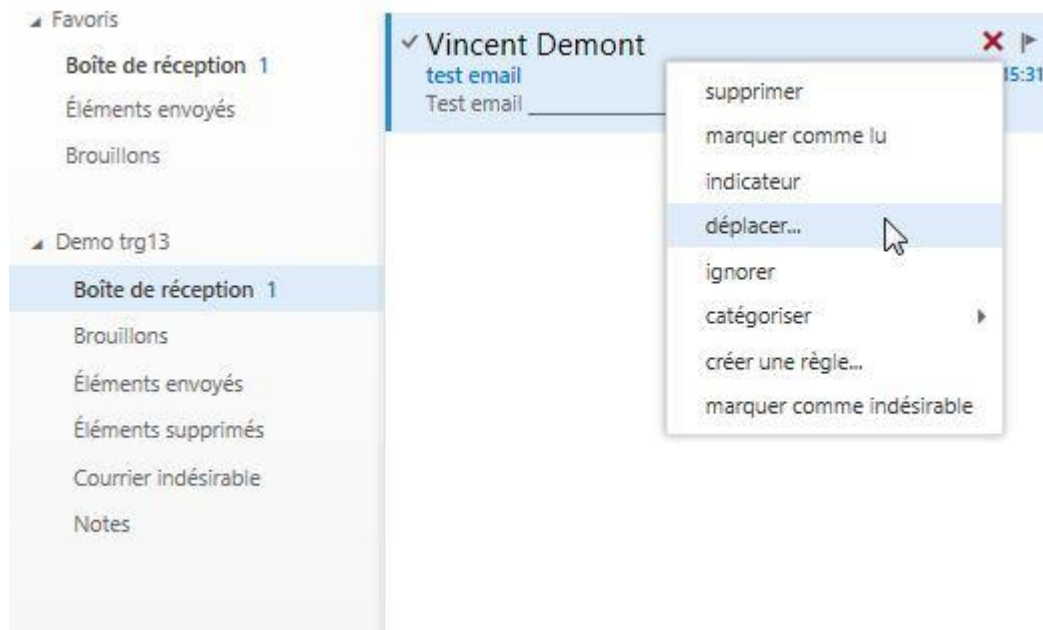 Favoris
Boîte de réception 1
Éléments envoyés
Brouillons
Demo trg13
Boîte de réception 1
Brouillons
Éléments envoyés
Éléments supprimés
Courrier indésirable
Notes
Vincent Demont
test email
15:31
Test email
supprimer
marquer comme lu
indicateur
déplacer...
ignorer
catégoriser
créer une règle...
marquer comme indésirable